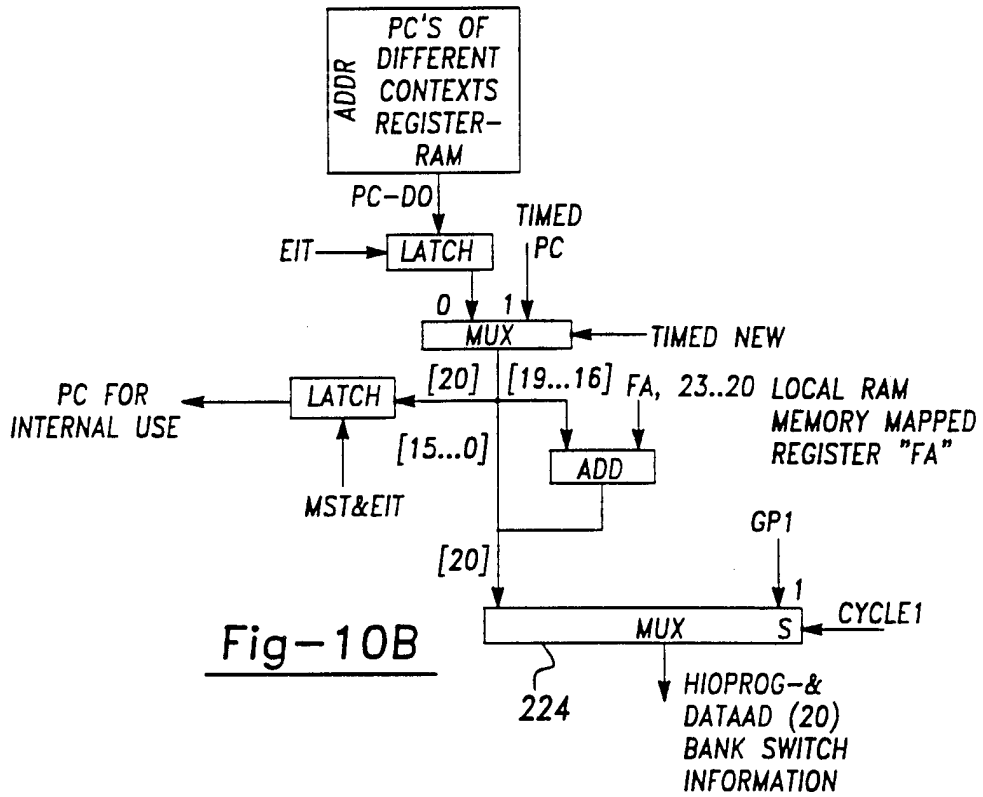 PC'S OF
DIFFERENT
CONTEXTS
REGISTER-
RAM
ADDR
PC-DO
TIMED
PC
EIT
LATCH
0 1
MUX
TIMED NEW
PC FOR
INTERNAL USE
LATCH
[20] [19...16]
FA, 23..20 LOCAL RAM
MEMORY MAPPED
REGISTER "FA"
[15...0]
ADD
MST&EIT
GP1
[20]
1
MUX S
CYCLE1
Fig-10B
224
HIOPROG-&
DATAAD (20)
BANK SWITCH
INFORMATION